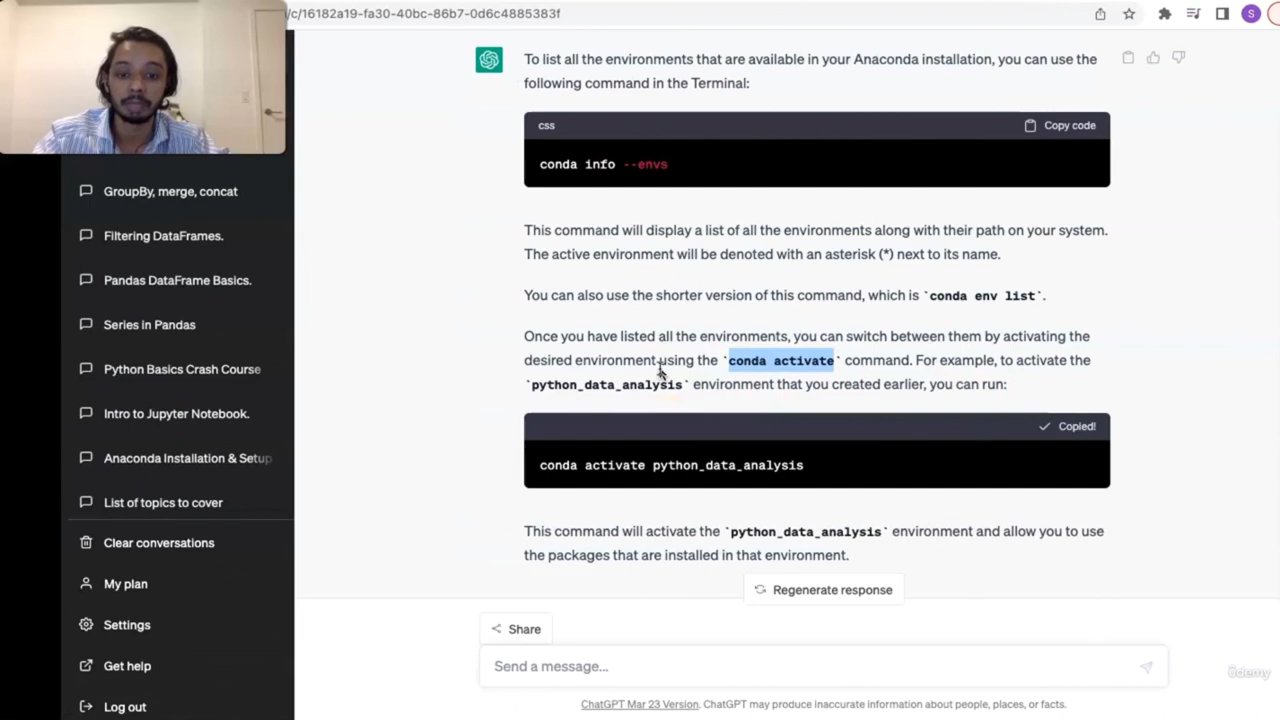 /c/16182a19-fa30-40bc-86b7-0d6c4885383f
S
GroupBy, merge, concat
Filtering DataFrames.
Pandas DataFrame Basics.
Series in Pandas
Python Basics Crash Course
Intro to Jupyter Notebook.
Anaconda Installation & Setup
List of topics to cover
Clear conversations
My plan
Settings
Get help
Log out
To list all the environments that are available in your Anaconda installation, you can use the
following command in the Terminal:
css
Copy code
conda info --envs
This command will display a list of all the environments along with their path on your system.
The active environment will be denoted with an asterisk (*) next to its name.
You can also use the shorter version of this command, which is `conda env list`.
Once you have listed all the environments, you can switch between them by activating the
desired environment using the `conda activate` command. For example, to activate the
`python_data_analysis` environment that you created earlier, you can run:
Copied!
conda activate python_data_analysis
This command will activate the `python_data_analysis` environment and allow you to use
the packages that are installed in that environment.
Regenerate response
Share
Send a message...
ChatGPT Mar 23 Version. ChatGPT may produce inaccurate information about people, places, or facts.
ûdemy